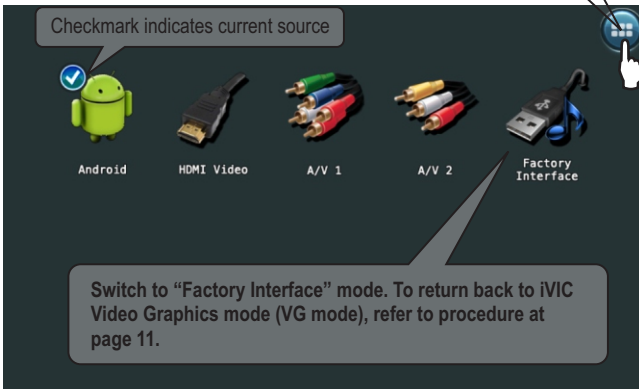 Checkmark indicates current source
Android
HDMI Video
A/V 1
A/V 2
Factory
Interface
Switch to “Factory Interface” mode. To return back to iVIC
Video Graphics mode (VG mode), refer to procedure at
page 11.